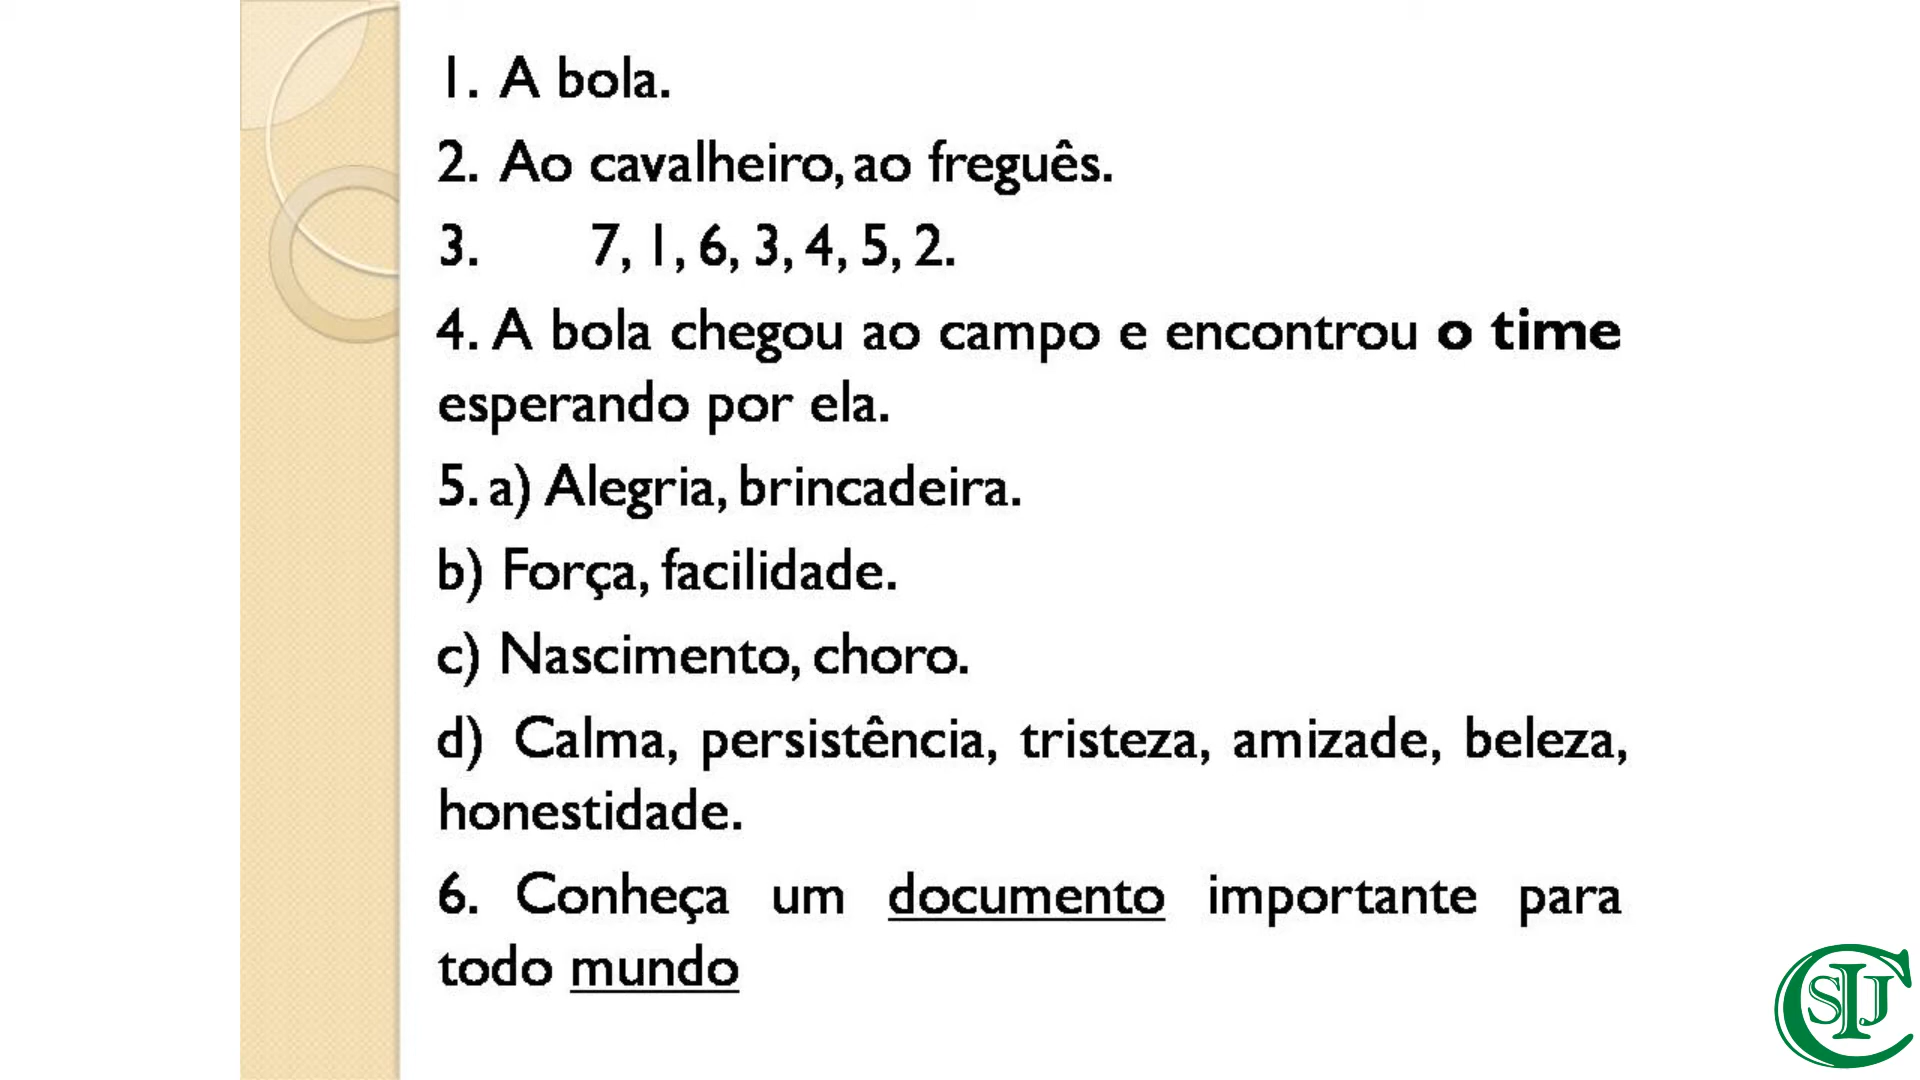 1. A bola.
2. Ao cavalheiro, ao freguês.
3. 7, 1, 6, 3, 4, 5, 2.
4. A bola chegou ao campo e encontrou o time
esperando por ela.
5. a) Alegria, brincadeira.
b) Força, facilidade.
c) Nascimento, choro.
d) Calma, persistência, tristeza, amizade, beleza,
honestidade.
6. Conheça um documento importante para
todo mundo
CSIJ